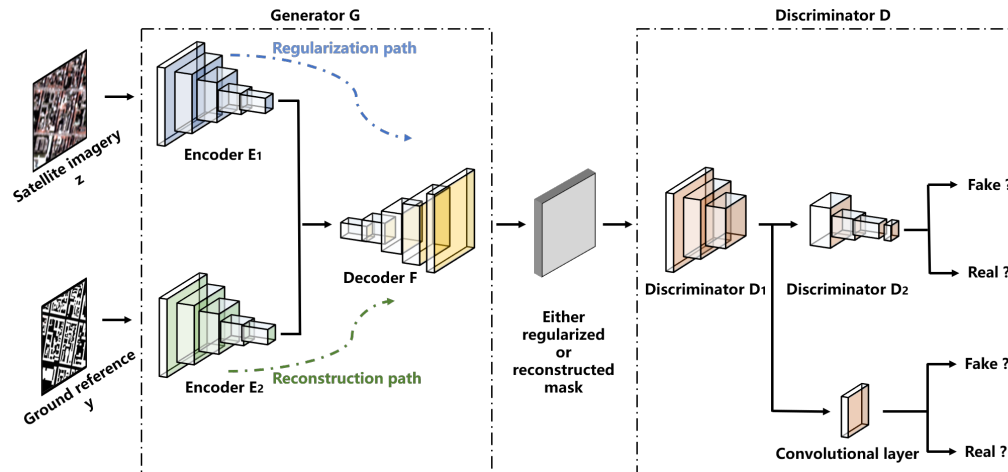 Generator G
Discriminator D
Regularization path
Satellite imagery
z
Encoder E1
Fake ?
Real ?
Decoder F
Discriminator D1
Discriminator D2
Either
regularized
or
reconstructed
mask
Ground reference
y
Encoder E2
Reconstruction path
Fake ?
Convolutional layer
Real ?